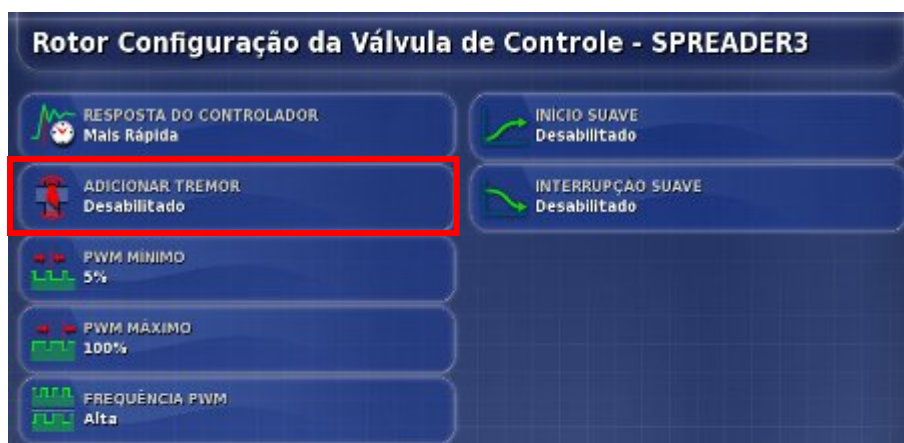 Rotor Configuração da Válvula de Controle - SPREADER3
RESPOSTA DO CONTROLADOR
Mais Rápida
ADICIONAR TREMOR
Desabilitado
PWM MÍNIMO
5%
PWM MÁXIMO
100%
FREQUÊNCIA PWM
Alta
INÍCIO SUAVE
Desabilitado
INTERRUPÇÃO SUAVE
Desabilitado